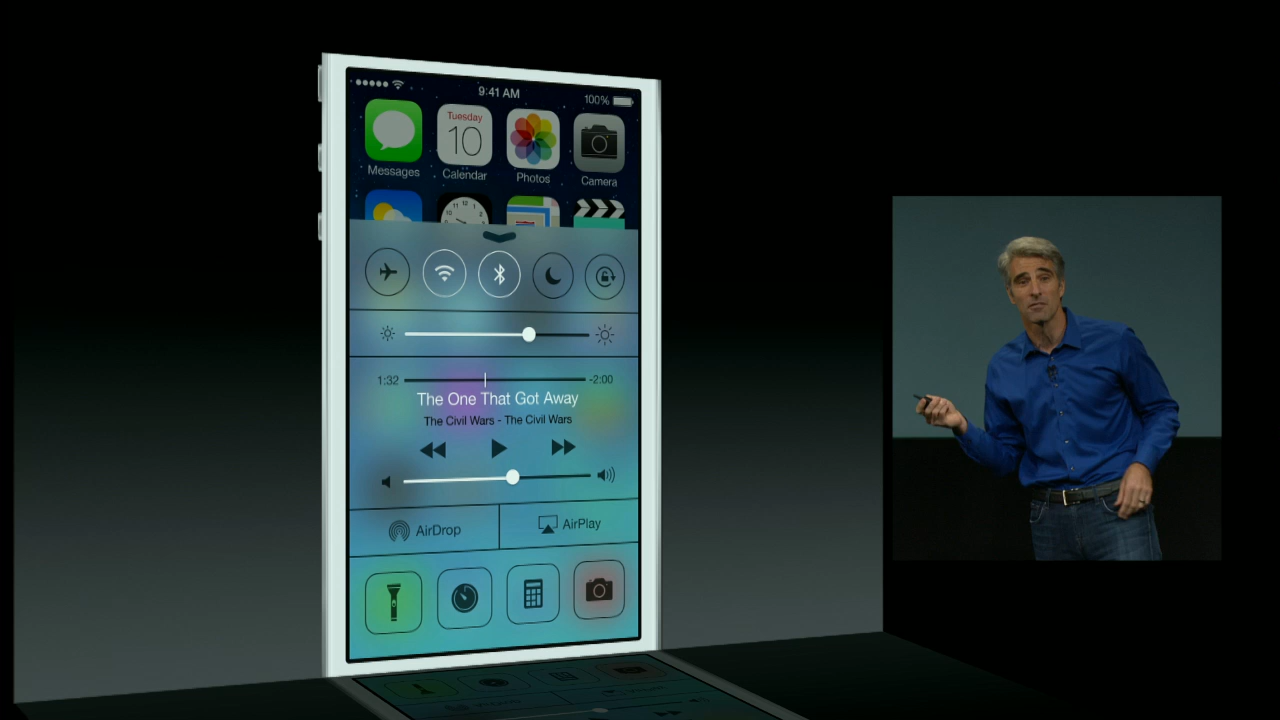 9:41 AM
100%
Tuesday
10
Messages
Calendar
Photos
Camera
1:32
-2:00
The One That Got Away
The Civil Wars - The Civil Wars
AirDrop
AirPlay